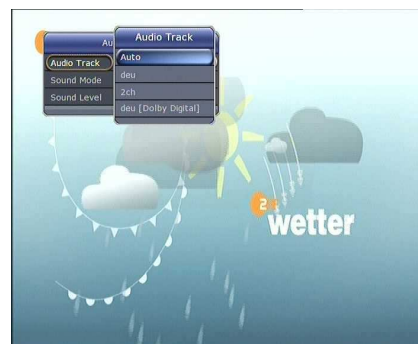 Au
Audio Track
Sound Mode
Sound Level
Audio Track
Auto
deu
2ch
deu [Dolby Digital]
2
wetter